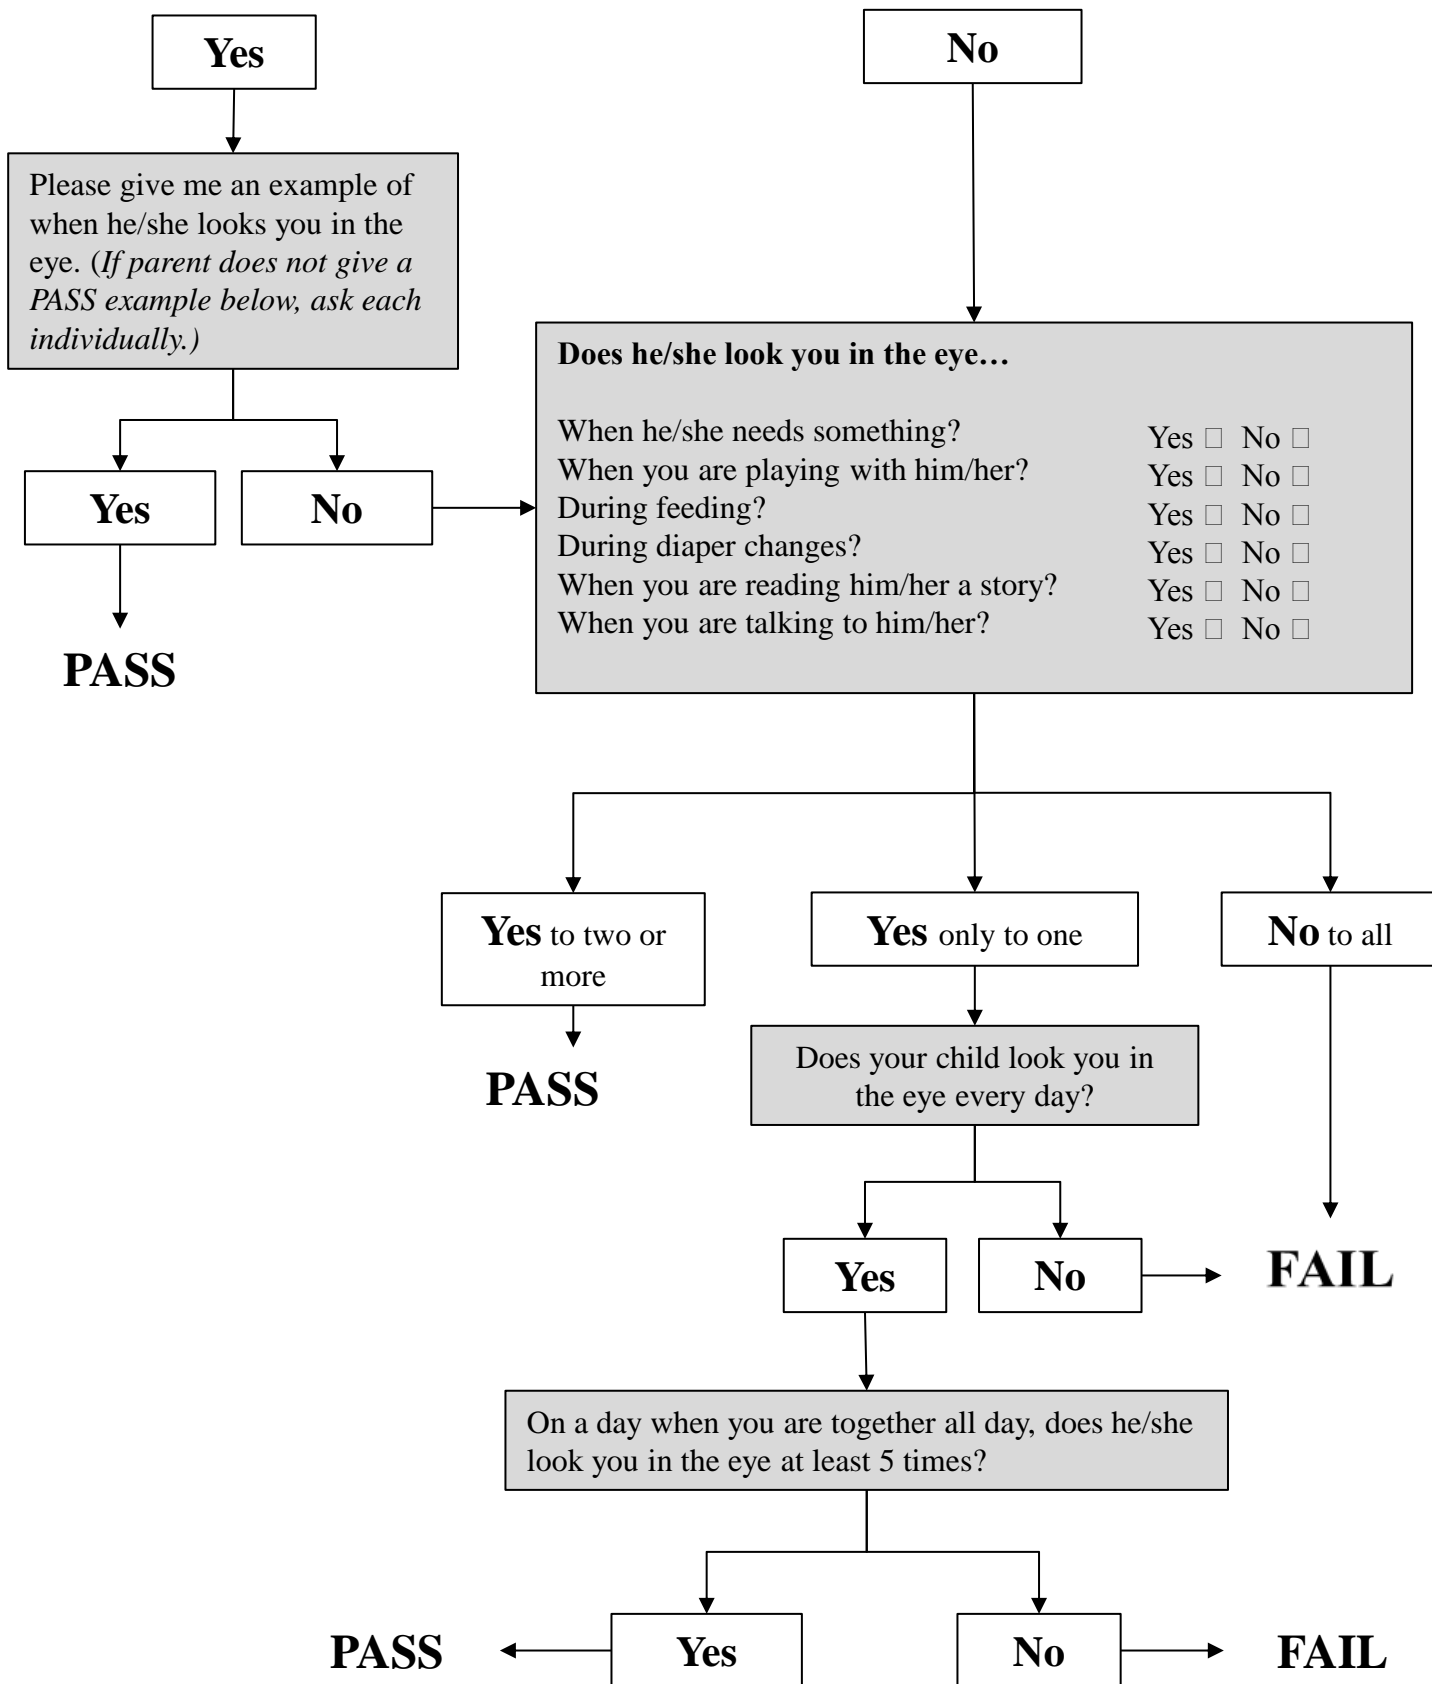 Yes
No
Please give me an example of
when he/she looks you in the
eye. (If parent does not give a
PASS example below, ask each
individually.)
Does he/she look you in the eye…
When he/she needs something? Yes □ No □
When you are playing with him/her? Yes □ No □
During feeding? Yes □ No □
During diaper changes? Yes □ No □
When you are reading him/her a story? Yes □ No □
When you are talking to him/her? Yes □ No □
Yes
No
PASS
Yes to two or
more
Yes only to one
No to all
PASS
Does your child look you in
the eye every day?
Yes
No
FAIL
On a day when you are together all day, does he/she
look you in the eye at least 5 times?
PASS
Yes
No
FAIL